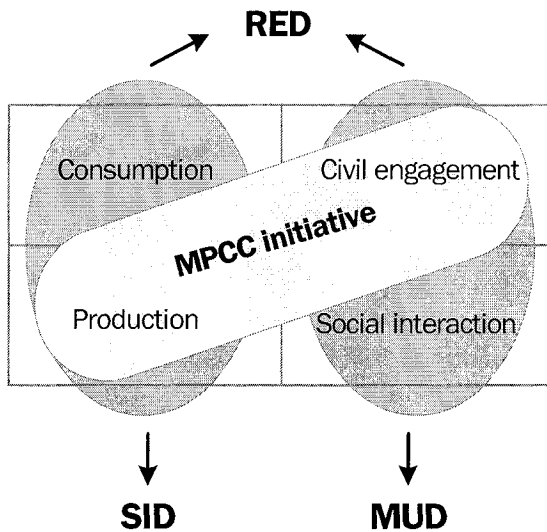 RED
Consumption
Civil engagement
MPCC initiative
Production
Social interaction
SID
MUD